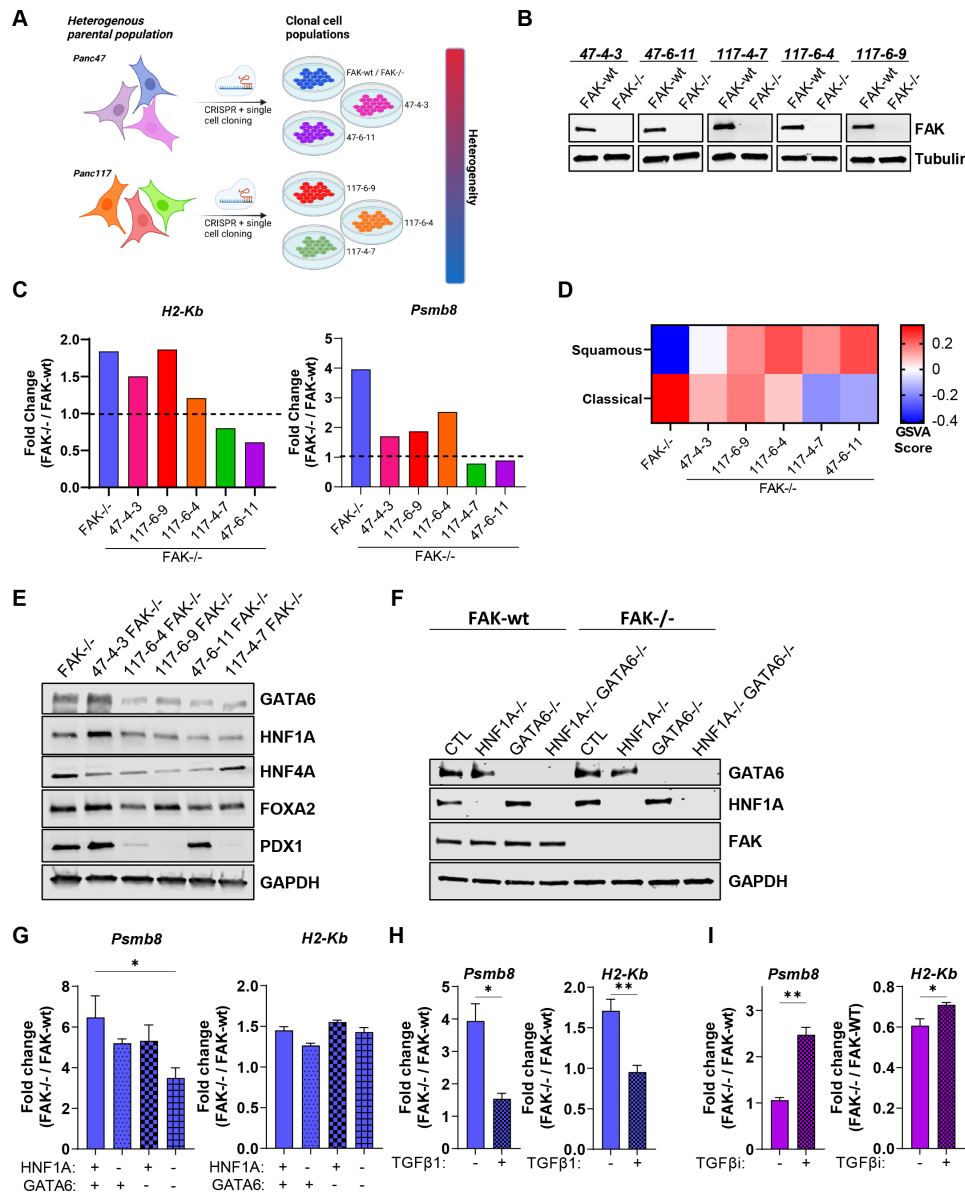 A
Heterogenous
parental population
Clonal cell
populations
Panc47
CRISPR + single
cell cloning
FAK-wt / FAK-/-
47-4-3
47-6-11
Panc117
CRISPR + single
cell cloning
117-6-9
117-6-4
117-4-7
Heterogeneity
B
47-4-3 47-6-11 117-4-7 117-6-4 117-6-9
FAK-wt FAK-/- FAK-wt FAK-/- FAK-wt FAK-/- FAK-wt FAK-/- FAK-wt FAK-/-
FAK
Tubulin
C
H2-Kb
Fold Change
(FAK-/- / FAK-wt)
2.0
1.5
1.0
0.5
0.0
FAK-/- 47-4-3 117-6-9 117-6-4 117-4-7 47-6-11
FAK-/-
Psmb8
Fold Change
(FAK-/- / FAK-wt)
5
4
3
2
1
0
FAK-/- 47-4-3 117-6-9 117-6-4 117-4-7 47-6-11
FAK-/-
D
Squamous
Classical
FAK-/- 47-4-3 117-6-9 117-6-4 117-4-7 47-6-11
FAK-/-
0.2
0
-0.2
-0.4
GSVA
Score
E
FAK-/- 47-4-3 FAK-/- 117-6-4 FAK-/- 117-6-9 FAK-/- 47-6-11 FAK-/- 117-4-7 FAK-/-
GATA6
HNF1A
HNF4A
FOXA2
PDX1
GAPDH
F
FAK-wt FAK-/-
CTL HNF1A-/- GATA6-/- HNF1A-/- GATA6-/- CTL HNF1A-/- GATA6-/- HNF1A-/- GATA6-/-
GATA6
HNF1A
FAK
GAPDH
G
Psmb8
*
Fold change
(FAK-/- / FAK-wt)
8
6
4
2
0
HNF1A: + - + -
GATA6: + + - -
H2-Kb
Fold change
(FAK-/- / FAK-wt)
2.0
1.5
1.0
0.5
0.0
HNF1A: + - + -
GATA6: + + - -
H
Psmb8
*
Fold change
(FAK-/- / FAK-wt)
6
4
2
0
TGFβ1: - +
H2-Kb
**
Fold change
(FAK-/- / FAK-wt)
2.0
1.5
1.0
0.5
0.0
TGFβ1: - +
I
Psmb8
**
Fold change
(FAK-/- / FAK-wt)
3
2
1
0
TGFβi: - +
H2-Kb
*
Fold change
(FAK-/- / FAK-WT)
0.8
0.6
0.4
0.2
0.0
TGFβi: - +